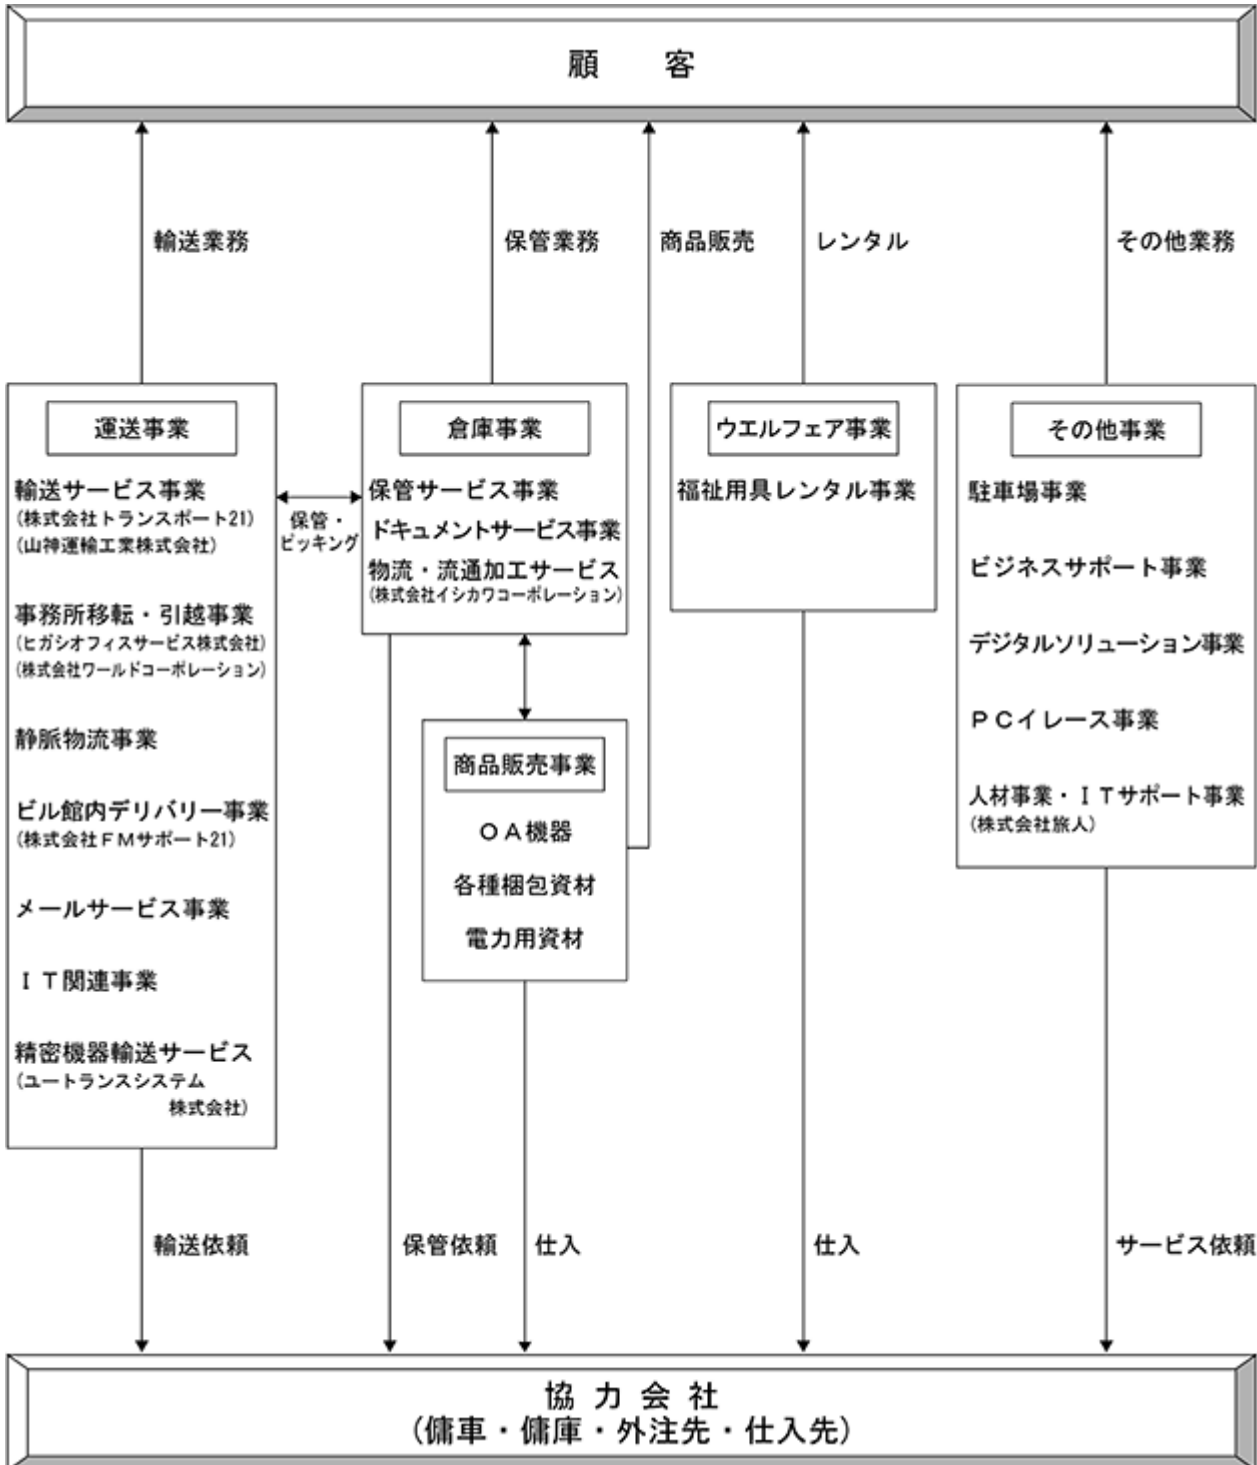 顧 客
輸送業務
保管業務
商品販売
レンタル
その他業務
運送事業
輸送サービス事業
(株式会社トランスポート21)
(山神運輸工業株式会社)
事務所移転・引越事業
(ヒガシオフィスサービス株式会社)
(株式会社ワールドコーポレーション)
静脈物流事業
ビル館内デリバリー事業
(株式会社FMサポート21)
メールサービス事業
IT関連事業
精密機器輸送サービス
(ユートランスシステム
株式会社)
保管・
ピッキング
倉庫事業
保管サービス事業
ドキュメントサービス事業
物流・流通加工サービス
(株式会社イシカワコーポレーション)
商品販売事業
OA機器
各種梱包資材
電力用資材
ウエルフェア事業
福祉用具レンタル事業
その他事業
駐車場事業
ビジネスサポート事業
デジタルソリューション事業
PCイレース事業
人材事業・ITサポート事業
(株式会社旅人)
輸送依頼
保管依頼
仕入
仕入
サービス依頼
協力会社
(傭車・傭庫・外注先・仕入先)